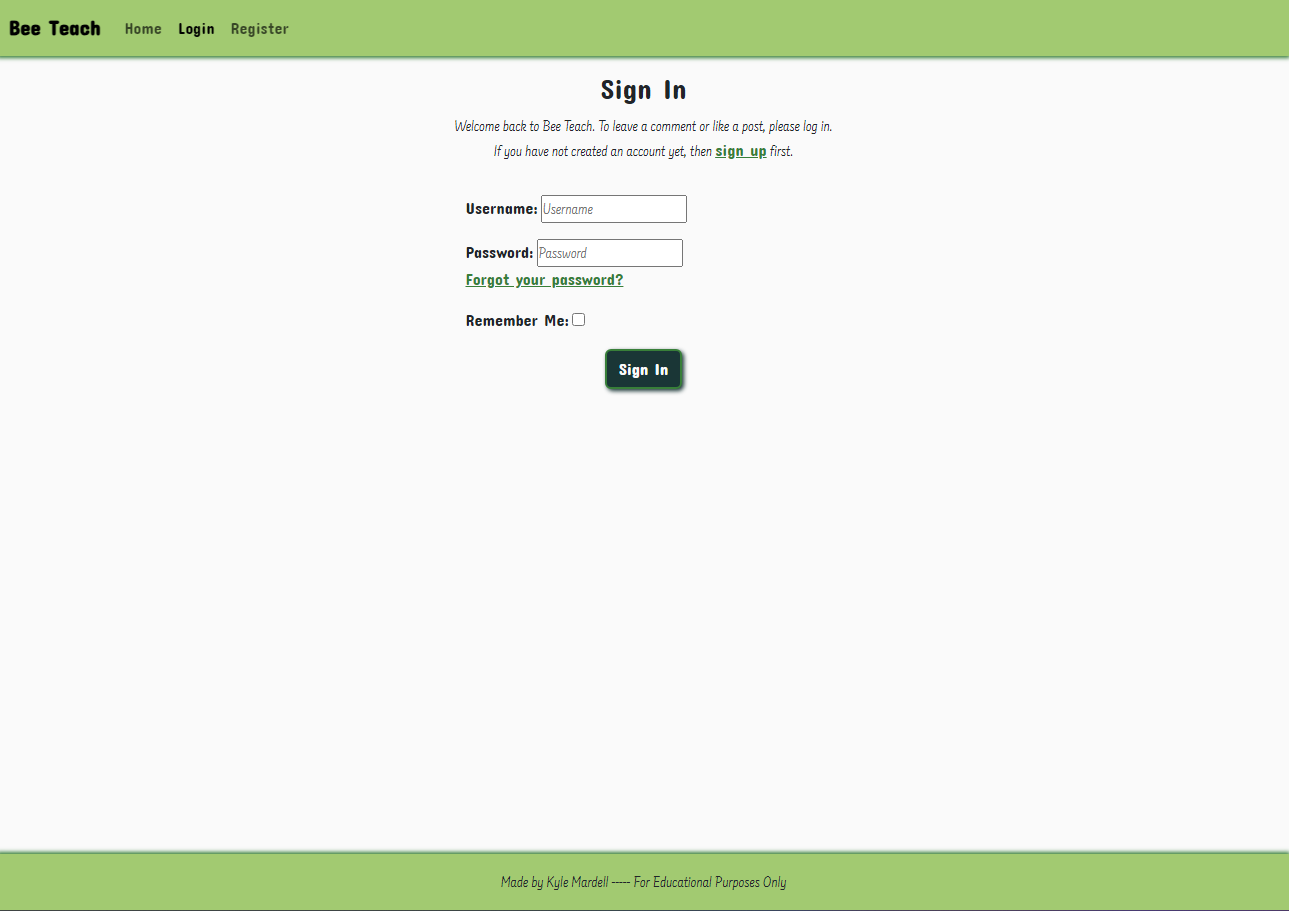 Bee Teach Home Login Register
Sign In
Welcome back to Bee Teach. To leave a comment or like a post, please log in.
If you have not created an account yet, then sign up first.
Username: Username
Password: Password
Forgot your password?
Remember Me:
Sign In
Made by Kyle Mardell ----- For Educational Purposes Only